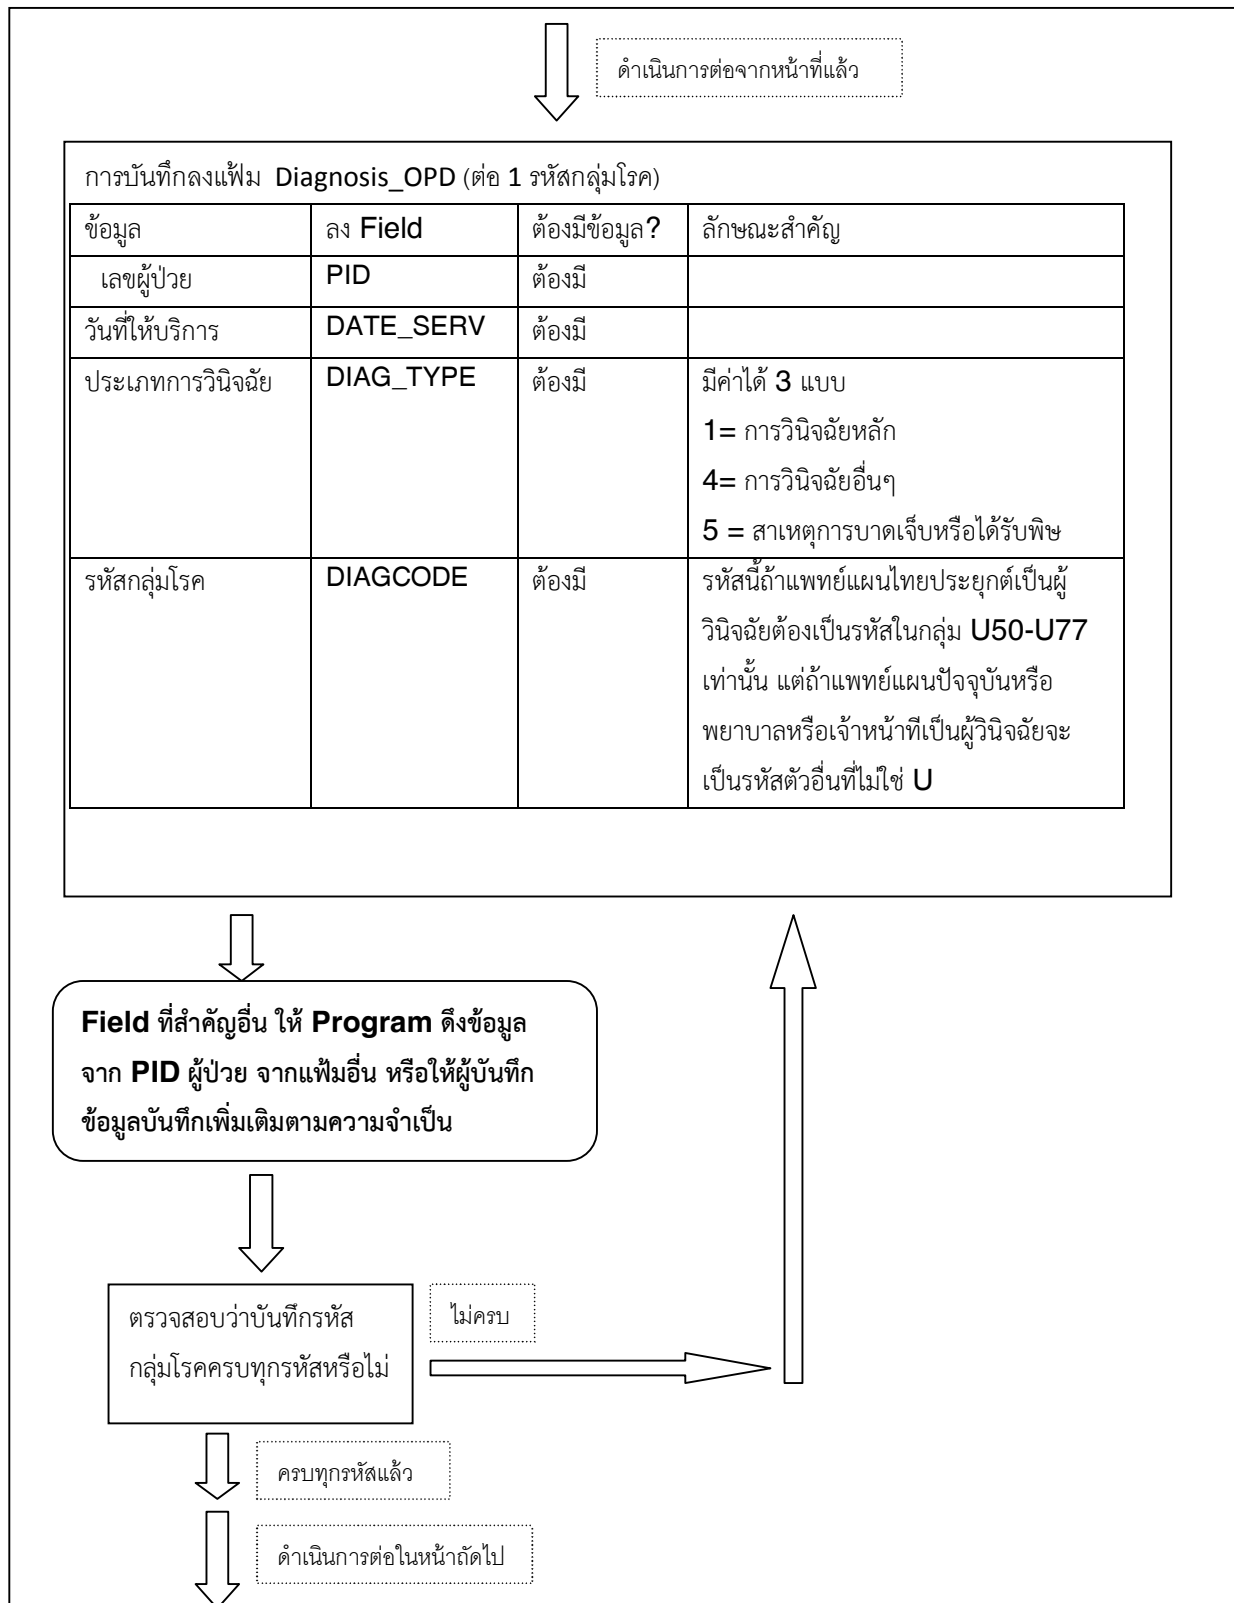 ดำเนินการต่อจากหน้าที่แล้ว
การบันทึกลงแฟ้ม Diagnosis_OPD (ต่อ 1 รหัสกลุ่มโรค)
ข้อมูล ลง Field ต้องมีข้อมูล? ลักษณะสำคัญ
เลขผู้ป่วย PID ต้องมี
วันที่ให้บริการ DATE_SERV ต้องมี
ประเภทการวินิจฉัย DIAG_TYPE ต้องมี มีค่าได้ 3 แบบ
1= การวินิจฉัยหลัก
4= การวินิจฉัยอื่นๆ
5 = สาเหตุการบาดเจ็บหรือได้รับพิษ
รหัสกลุ่มโรค DIAGCODE ต้องมี รหัสนี้ถ้าแพทย์แผนไทยประยุกต์เป็นผู้
วินิจฉัยต้องเป็นรหัสในกลุ่ม U50-U77
เท่านั้น แต่ถ้าแพทย์แผนปัจจุบันหรือ
พยาบาลหรือเจ้าหน้าทีเป็นผู้วินิจฉัยจะ
เป็นรหัสตัวอื่นที่ไม่ใช่ U
Field ที่สำคัญอื่น ให้ Program ดึงข้อมูล
จาก PID ผู้ป่วย จากแฟ้มอื่น หรือให้ผู้บันทึก
ข้อมูลบันทึกเพิ่มเติมตามความจำเป็น
ตรวจสอบว่าบันทึกรหัส
กลุ่มโรคครบทุกรหัสหรือไม่
ไม่ครบ
ครบทุกรหัสแล้ว
ดำเนินการต่อในหน้าถัดไป